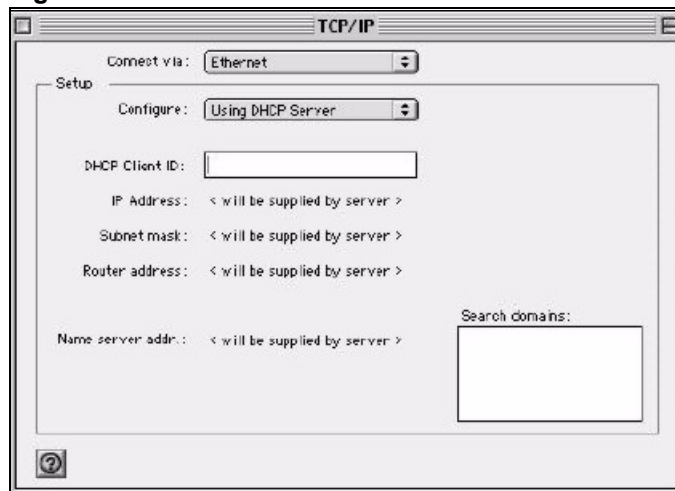 TCP/IP
Connect via: Ethernet
Setup
Configure: Using DHCP Server
DHCP Client ID:
IP Address: < will be supplied by server >
Subnet mask: < will be supplied by server >
Router address: < will be supplied by server >
Search domains:
Name server addr.: < will be supplied by server >